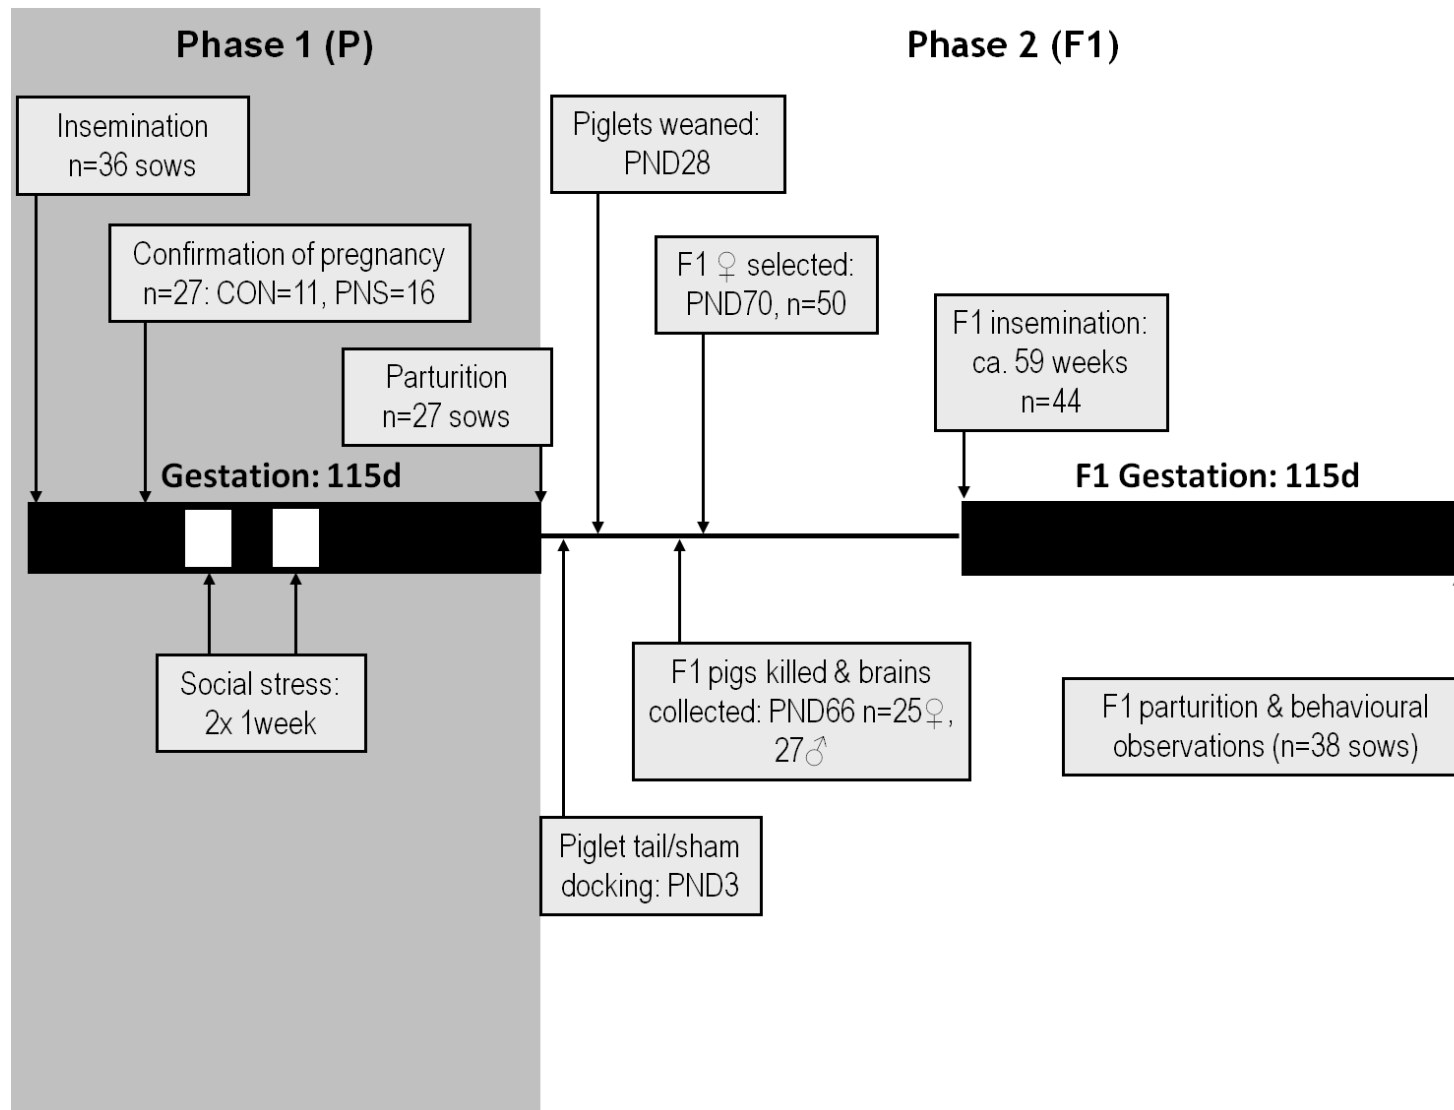 Phase 1 (P)
Phase 2 (F1)
Insemination
n=36 sows
Piglets weaned:
PND28
Confirmation of pregnancy
n=27: CON=11, PNS=16
F1 ♀ selected:
PND70, n=50
F1 insemination:
ca. 59 weeks
n=44
Parturition
n=27 sows
Gestation: 115d
F1 Gestation: 115d
Social stress:
2x 1week
F1 pigs killed & brains
collected: PND66 n=25♀,
27♂
F1 parturition & behavioural
observations (n=38 sows)
Piglet tail/sham
docking: PND3